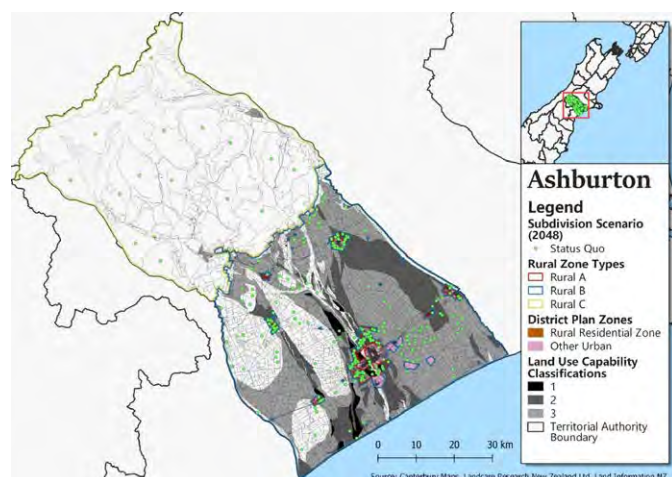 Ashburton
Legend
Subdivision Scenario
(2048)
Status Quo
Rural Zone Types
Rural A
Rural B
Rural C
District Plan Zones
Rural Residential Zone
Other Urban
Land Use Capability
Classifications
1
2
3
Territorial Authority
Boundary
0 10 20 30 km
Source: Canterbury Maps, Landcare Research New Zealand Ltd, Land Information NZ